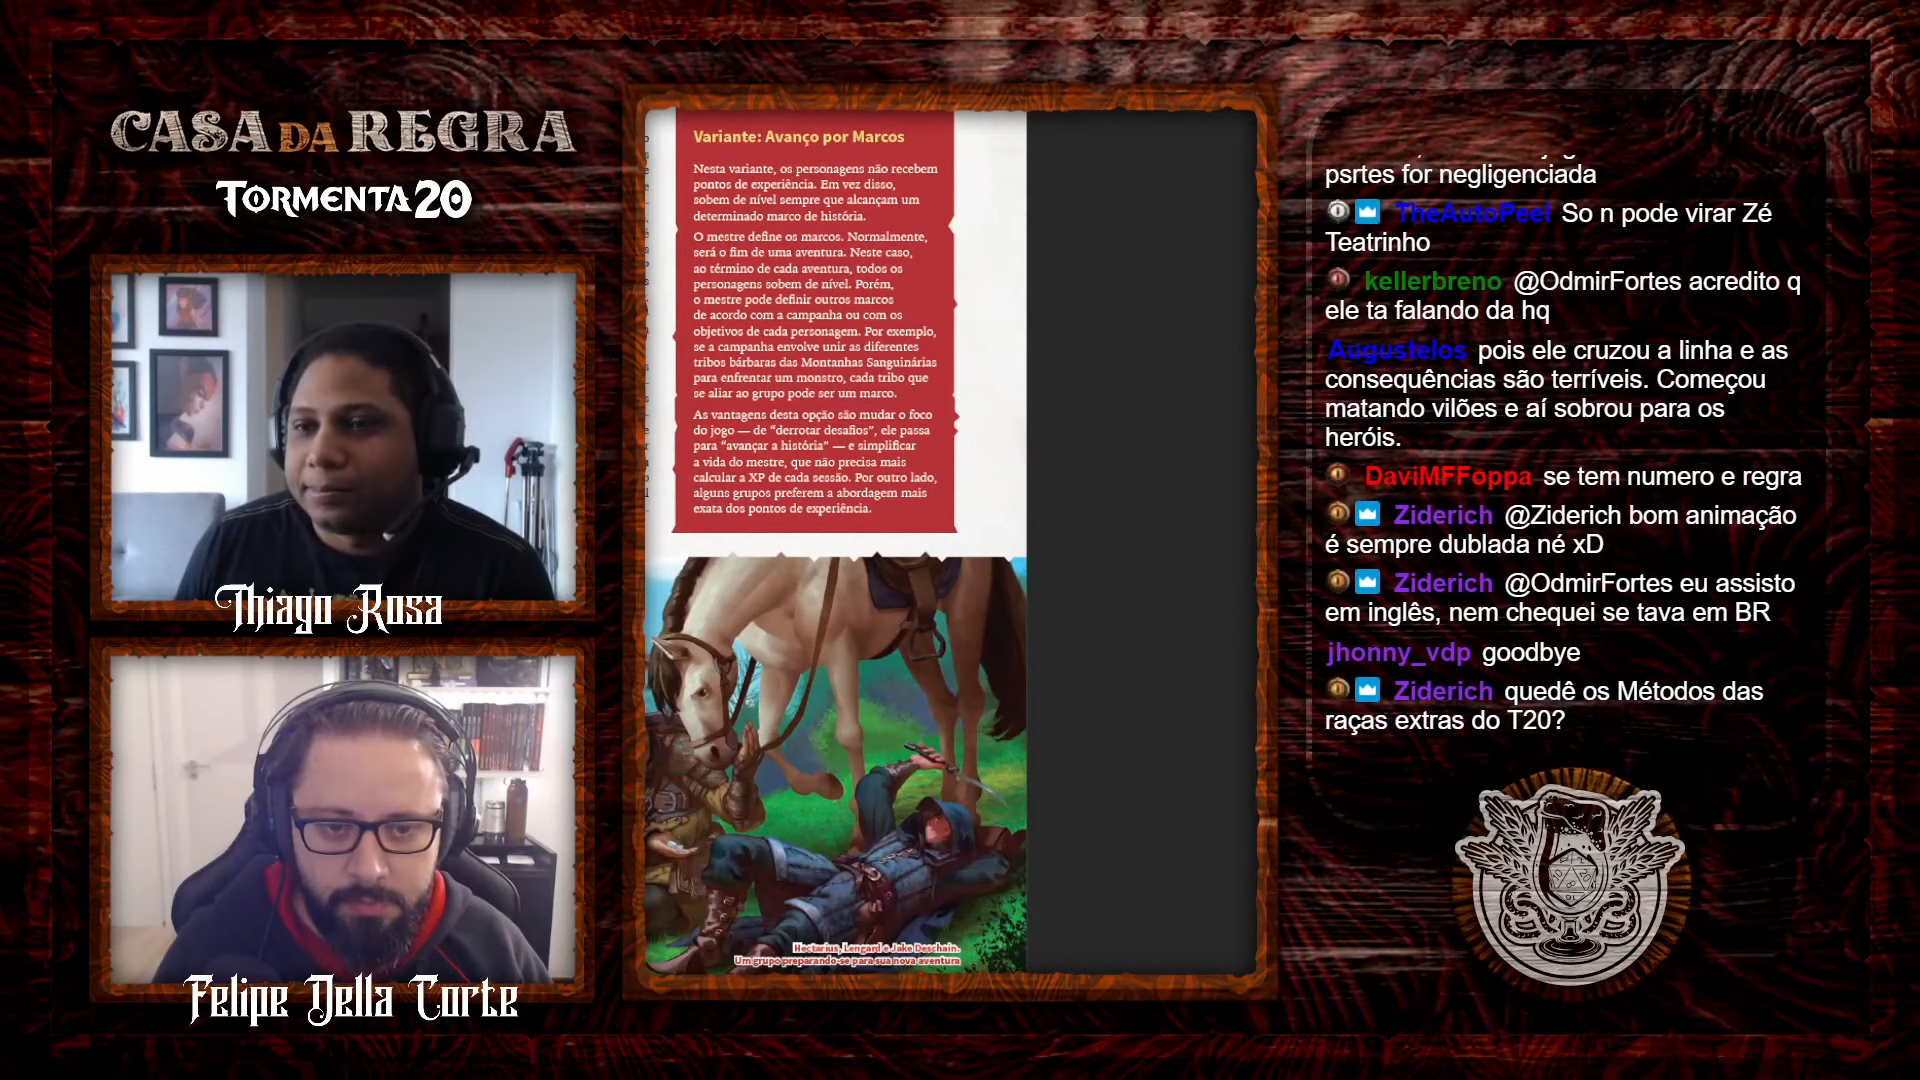 CASA DA REGRA
TORMENTA20
Thiago Rosa
Felipe Della Corte
Variante: Avanço por Marcos
Nesta variante, os personagens não recebem
pontos de experiência. Em vez disso,
sobem de nível sempre que alcançam um
determinado marco de história.
O mestre define os marcos. Normalmente,
será o fim de uma aventura. Neste caso,
ao término de cada aventura, todos os
personagens sobem de nível. Porém,
o mestre pode definir outros marcos
de acordo com a campanha ou com os
objetivos de cada personagem. Por exemplo,
se a campanha envolve unir as diferentes
tribos bárbaras das Montanhas Sanguinárias
para enfrentar um monstro, cada tribo que
se aliar ao grupo pode ser um marco.
As vantagens desta opção são mudar o foco
do jogo — de “derrotar desafios”, ele passa
para “avançar a história” — e simplificar
a vida do mestre, que não precisa mais
calcular a XP de cada sessão. Por outro lado,
alguns grupos preferem a abordagem mais
exata dos pontos de experiência.
Hectarius, Lengard e Jake Deschain.
Um grupo preparando-se para sua nova aventura
psrtes for negligenciada
TheAutoPeel So n pode virar Zé
Teatrinho
kellerbreno @OdmirFortes acredito q
ele ta falando da hq
Augustelos pois ele cruzou a linha e as
consequências são terríveis. Começou
matando vilões e aí sobrou para os
heróis.
DaviMFFoppa se tem numero e regra
Ziderich @Ziderich bom animação
é sempre dublada né xD
Ziderich @OdmirFortes eu assisto
em inglês, nem chequei se tava em BR
jhonny_vdp goodbye
Ziderich quedê os Métodos das
raças extras do T20?